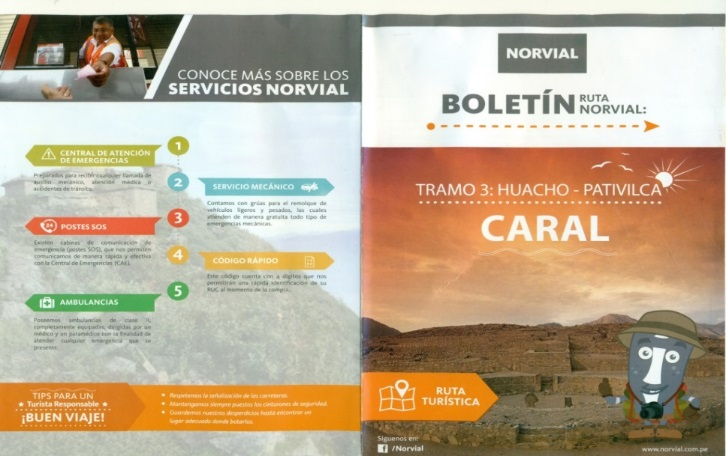 CONOCE MÁS SOBRE LOS
SERVICIOS NORVIAL
1
CENTRAL DE ATENCIÓN
DE EMERGENCIAS
Preparados para recibir cualquier llamada de
auxilio mecánico, atención médica o
accidentes de tránsito.
2
SERVICIO MECÁNICO
Contamos con grúas para el remolque de
vehículos ligeros y pesados, las cuales
atienden de manera gratuita todo tipo de
emergencias mecánicas.
3
POSTES SOS
Existen cabinas de comunicación de
emergencia (postes SOS), que nos permiten
comunicarnos de manera rápida y efectiva
con la Central de Emergencias (CAE).
4
CÓDIGO RÁPIDO
Este código cuenta con 4 dígitos que nos
permitirán una rápida identificación de su
RUC al momento de la compra.
5
AMBULANCIAS
Poseemos ambulancias de clase II,
completamente equipadas, dirigidas por un
médico y un paramédico con la finalidad de
atender cualquier emergencia que se
presente.
TIPS PARA UN
Turista Responsable
¡BUEN VIAJE!
Respetemos la señalización de las carreteras.
Mantengamos siempre puestos los cinturones de seguridad.
Guardemos nuestros desperdicios hasta encontrar un
lugar adecuado donde botarlos.
NORVIAL
BOLETÍN RUTA
NORVIAL:
TRAMO 3: HUACHO - PATIVILCA
CARAL
RUTA
TURÍSTICA
Síguenos en:
/Norvial
www.norvial.com.pe